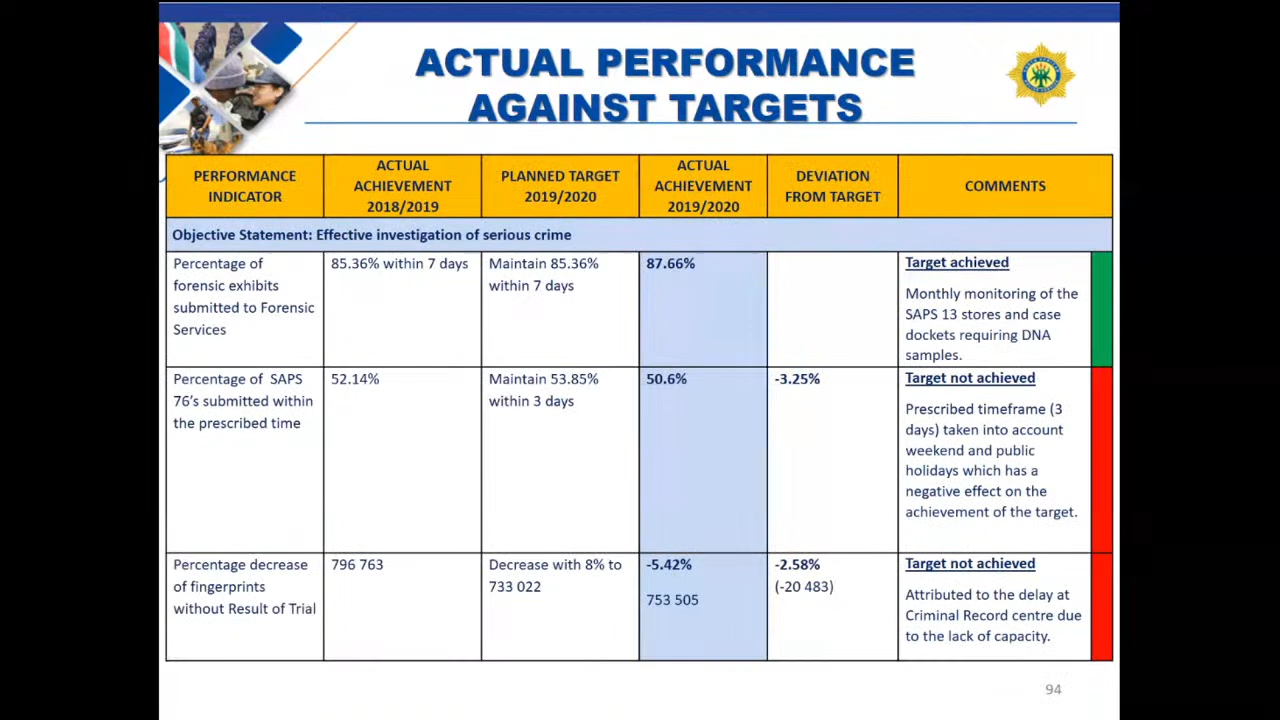 ACTUAL PERFORMANCE
AGAINST TARGETS
PERFORMANCE
INDICATOR
ACTUAL
ACHIEVEMENT
2018/2019
PLANNED TARGET
2019/2020
ACTUAL
ACHIEVEMENT
2019/2020
DEVIATION
FROM TARGET
COMMENTS
Objective Statement: Effective investigation of serious crime
Percentage of
forensic exhibits
submitted to Forensic
Services
85.36% within 7 days
Maintain 85.36%
within 7 days
87.66%
Target achieved
Monthly monitoring of the
SAPS 13 stores and case
dockets requiring DNA
samples.
Percentage of SAPS
76's submitted within
the prescribed time
52.14%
Maintain 53.85%
within 3 days
50.6%
-3.25%
Target not achieved
Prescribed timeframe (3
days) taken into account
weekend and public
holidays which has a
negative effect on the
achievement of the target.
Percentage decrease
of fingerprints
without Result of Trial
796 763
Decrease with 8% to
733 022
-5.42%
753 505
-2.58%
(-20 483)
Target not achieved
Attributed to the delay at
Criminal Record centre due
to the lack of capacity.
94